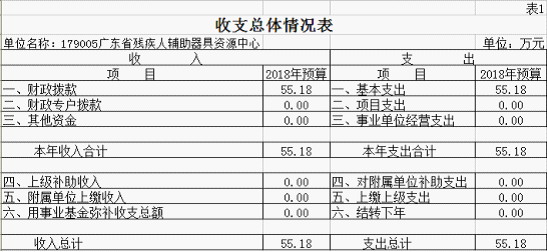 表1
收支总体情况表
单位名称：179005广东省残疾人辅助器具资源中心 单位：万元
收 入 支 出
项 目 2018年预算 项 目 2018年预算
一、财政拨款 55.18 一、基本支出 55.18
二、财政专户拨款 0.00 二、项目支出 0.00
三、其他资金 0.00 三、事业单位经营支出 0.00
本年收入合计 55.18 本年支出合计 55.18
四、上级补助收入 0.00 四、对附属单位补助支出 0.00
五、附属单位上缴收入 0.00 五、上缴上级支出 0.00
六、用事业基金弥补收支总额 0.00 六、结转下年 0.00
收入总计 55.18 支出总计 55.18